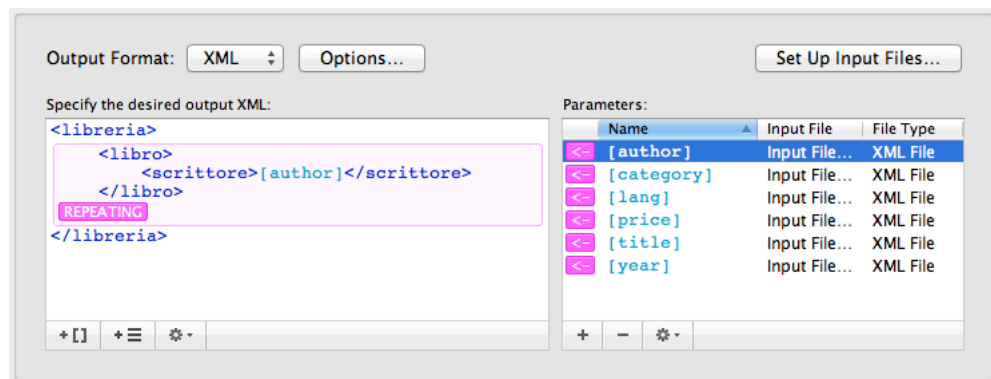 Output Format: XML Options... Set Up Input Files...
Specify the desired output XML:
<libreria>
<libro>
<scrittore>[author]</scrittore>
</libro>
REPEATING
</libreria>
+[] +
Parameters:
Name Input File File Type
<- [author] Input File... XML File
<- [category] Input File... XML File
<- [lang] Input File... XML File
<- [price] Input File... XML File
<- [title] Input File... XML File
<- [year] Input File... XML File
+ −